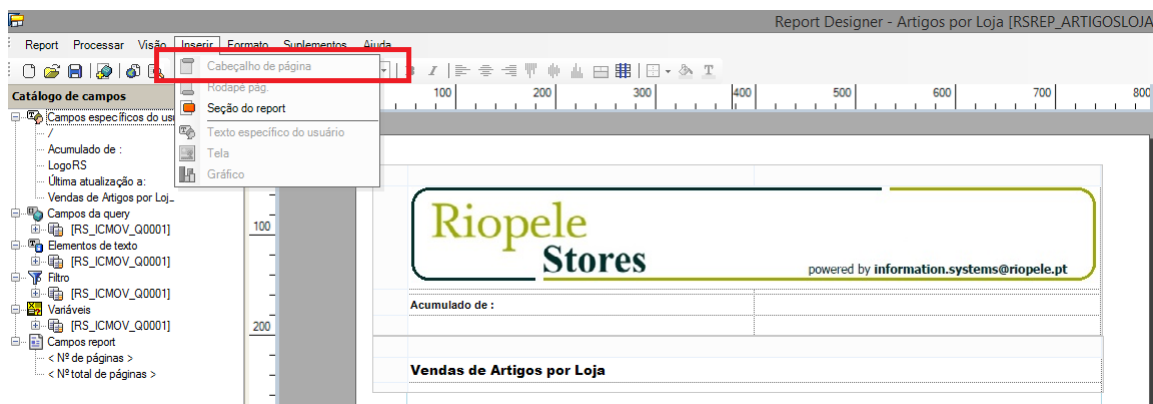 Report Designer - Artigos por Loja [RSREP_ARTIGOSLOJA
Report Processar Visão Inserir Formato Suplementos Ajuda
Cabeçalho de página
Rodapé pág.
Seção do report
Texto específico do usuário
Tela
Gráfico
B I T
Catálogo de campos
Campos específicos do us
/
Acumulado de :
LogoRS
Última atualização a:
Vendas de Artigos por Loj
Campos da query
[RS_ICMOV_Q0001]
Elementos de texto
[RS_ICMOV_Q0001]
Filtro
[RS_ICMOV_Q0001]
Variáveis
[RS_ICMOV_Q0001]
Campos report
< Nº de páginas >
< Nº total de páginas >
100 200 300 400 500 600 700 800
100
200
Riopele
Stores
powered by information.systems@riopele.pt
Acumulado de :
Vendas de Artigos por Loja